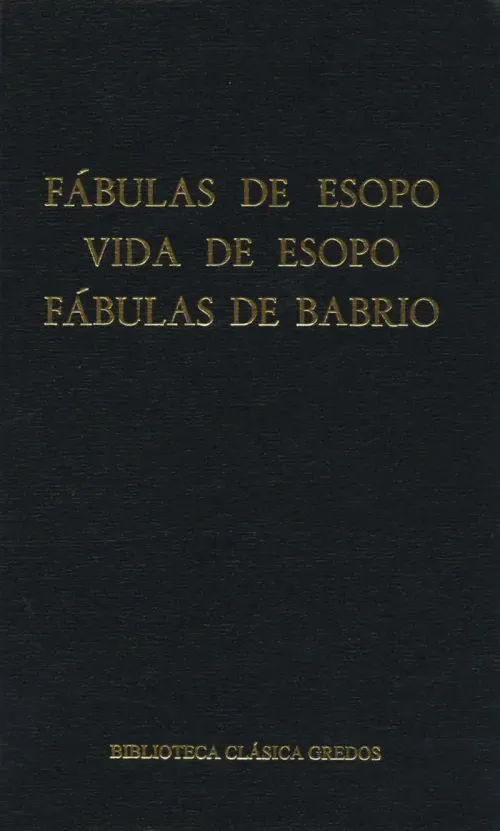 FÁBULAS DE ESOPO
VIDA DE ESOPO
FÁBULAS DE BABRIO
BIBLIOTECA CLÁSICA GREDOS